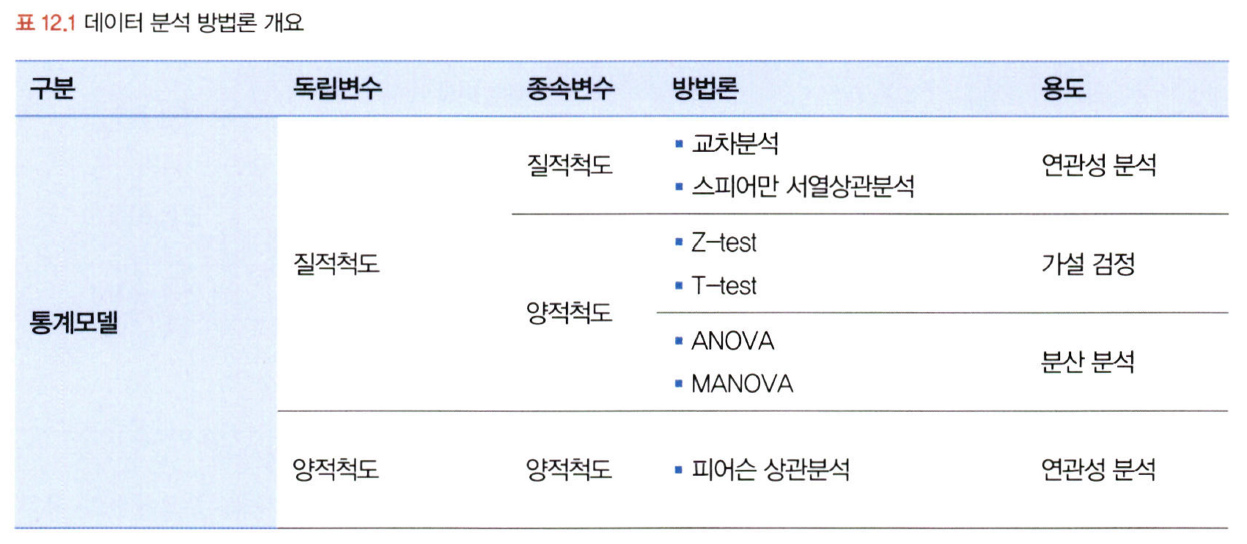 표 12.1 데이터 분석 방법론 개요
구분 독립변수 종속변수 방법론 용도
통계모델
질적척도
질적척도
▪ 교차분석
▪ 스피어만 서열상관분석
연관성 분석
양적척도
▪ Z-test
▪ T-test
가설 검정
▪ ANOVA
▪ MANOVA
분산 분석
양적척도 양적척도 ▪ 피어슨 상관분석 연관성 분석